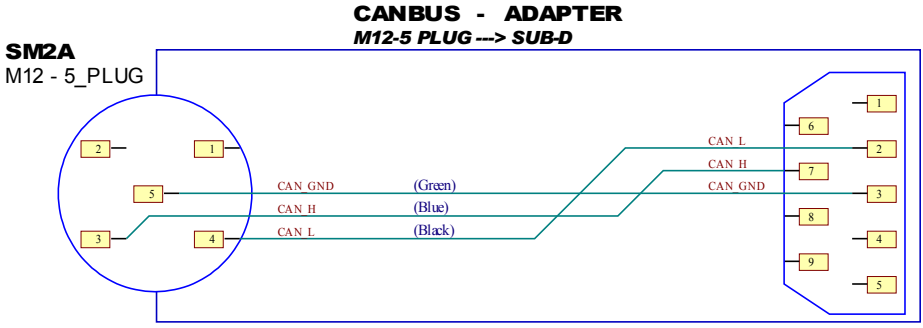 CANBUS - ADAPTER
M12-5 PLUG ---> SUB-D
SM2A
M12 - 5_PLUG
1
6
2
1
CAN_L
2
CAN_H
7
5
CAN_GND
(Green)
CAN_GND
3
CAN_H
(Blue)
8
3
4
CAN_L
(Black)
4
9
5